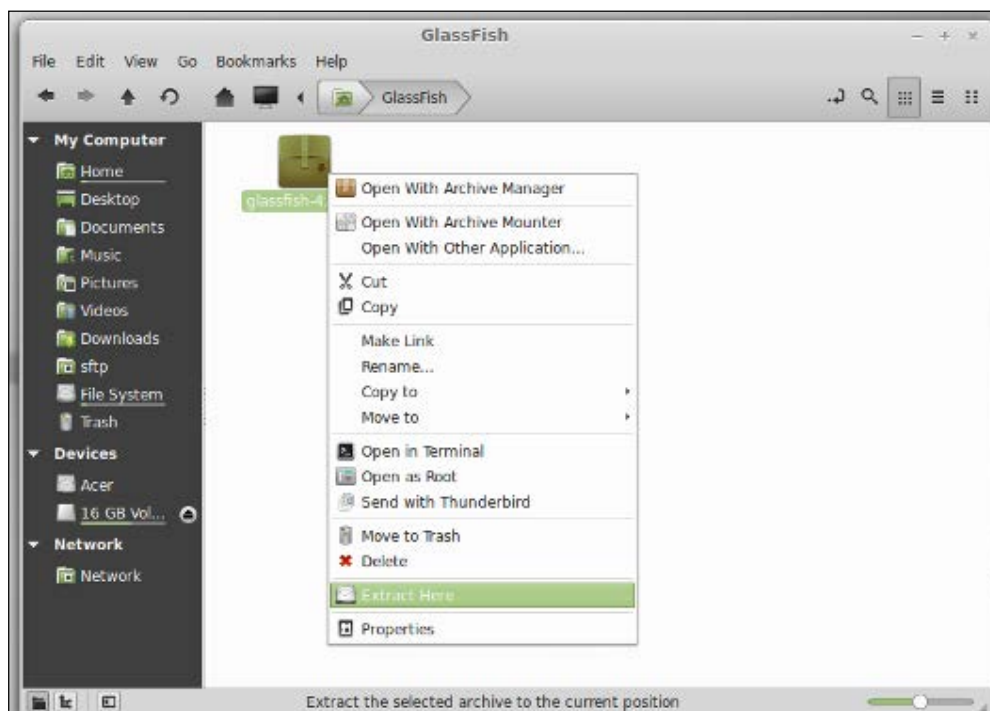 GlassFish
File Edit View Go Bookmarks Help
GlassFish
My Computer
Home
Desktop
Documents
Music
Pictures
Videos
Downloads
sftp
File System
Trash
Devices
Acer
16 GB Vol...
Network
Network
glassfish-4.
Open With Archive Manager
Open With Archive Mounter
Open With Other Application...
Cut
Copy
Make Link
Rename...
Copy to
Move to
Open in Terminal
Open as Root
Send with Thunderbird
Move to Trash
Delete
Extract Here
Properties
Extract the selected archive to the current position